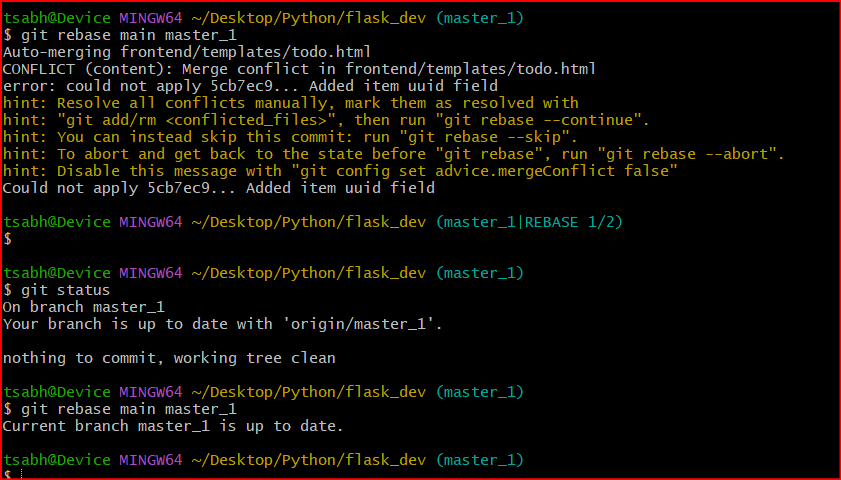 tsabh@Device MINGW64 ~/Desktop/Python/flask_dev (master_1)
$ git rebase main master_1
Auto-merging frontend/templates/todo.html
CONFLICT (content): Merge conflict in frontend/templates/todo.html
error: could not apply 5cb7ec9... Added item uuid field
hint: Resolve all conflicts manually, mark them as resolved with
hint: "git add/rm <conflicted_files>", then run "git rebase --continue".
hint: You can instead skip this commit: run "git rebase --skip".
hint: To abort and get back to the state before "git rebase", run "git rebase --abort".
hint: Disable this message with "git config set advice.mergeConflict false"
Could not apply 5cb7ec9... Added item uuid field
tsabh@Device MINGW64 ~/Desktop/Python/flask_dev (master_1|REBASE 1/2)
$
tsabh@Device MINGW64 ~/Desktop/Python/flask_dev (master_1)
$ git status
On branch master_1
Your branch is up to date with 'origin/master_1'.
nothing to commit, working tree clean
tsabh@Device MINGW64 ~/Desktop/Python/flask_dev (master_1)
$ git rebase main master_1
Current branch master_1 is up to date.
tsabh@Device MINGW64 ~/Desktop/Python/flask_dev (master_1)
$